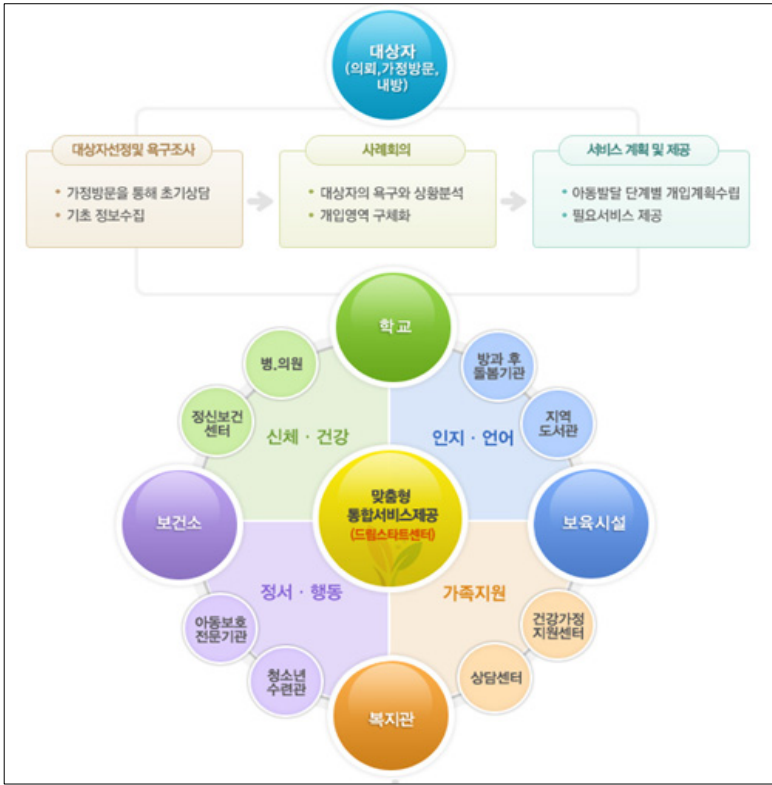 대상자
(의뢰,가정방문,
내방)
대상자선정및 욕구조사
• 가정방문을 통해 초기상담
• 기초 정보수집
사례회의
• 대상자의 욕구와 상황분석
• 개입영역 구체화
서비스 계획 및 제공
• 아동발달 단계별 개입계획수립
• 필요서비스 제공
학교
병.의원
방과 후
돌봄기관
정신보건
센터
지역
도서관
신체 · 건강
인지 · 언어
보건소
맞춤형
통합서비스제공
(드림스타트센터)
보육시설
정서 · 행동
가족지원
아동보호
전문기관
건강가정
지원센터
청소년
수련관
상담센터
복지관